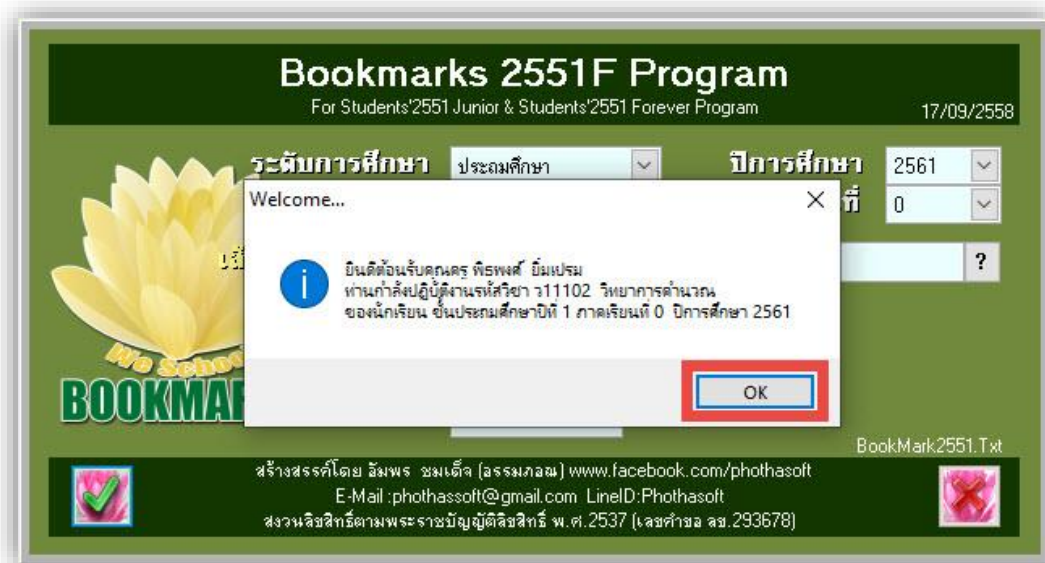 Bookmarks 2551F Program
For Students'2551 Junior & Students'2551 Forever Program
17/09/2558
ระดับการศึกษา ประถมศึกษา ปีการศึกษา 2561
ที่ 0
?
Welcome...
ยินดีต้อนรับคุณครู พิธพงศ์ ยิ่มเปรม
ท่านกำลังปฏิบัติงานรหัสวิชา ว11102 วิทยาการคำนวณ
ของนักเรียน ชั้นประถมศึกษาปีที่ 1 ภาคเรียนที่ 0 ปีการศึกษา 2561
OK
We School
BOOKMAR
BookMark2551.Txt
สร้างสรรค์โดย อัมพร ชมเด็จ (อรรมภอณ) www.facebook.com/phothasoft
E-Mail :phothassoft@gmail.com LineID:Phothasoft
สงวนลิขสิทธิ์ตามพระราชบัญญัติลิขสิทธิ์ พ.ศ.2537 (เลขคำขอ ลข.293678)